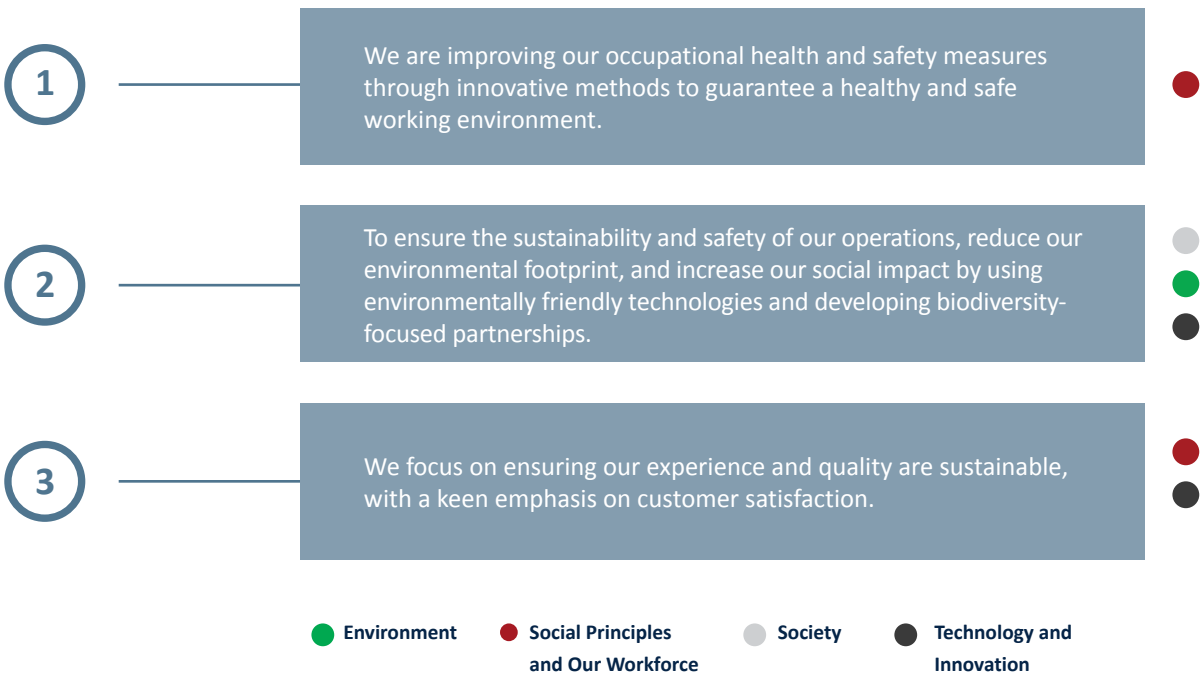 1
We are improving our occupational health and safety measures
through innovative methods to guarantee a healthy and safe
working environment.
2
To ensure the sustainability and safety of our operations, reduce our
environmental footprint, and increase our social impact by using
environmentally friendly technologies and developing biodiversity-
focused partnerships.
3
We focus on ensuring our experience and quality are sustainable,
with a keen emphasis on customer satisfaction.
Environment
Social Principles
and Our Workforce
Society
Technology and
Innovation